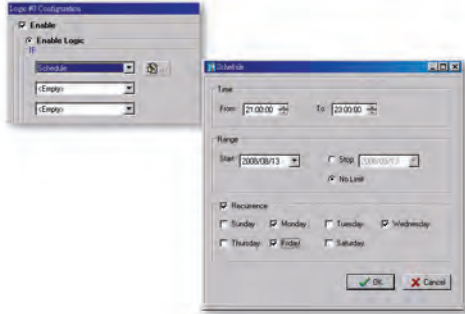 Logic #0 Configuration
Enable
Enable Logic
IF
Schedule
<Empty>
<Empty>
Schedule
Time
From 21:00:00 To 23:00:00
Range
Start 2008/08/13 Stop 2008/08/13
No Limit
Recurrence
Sunday Monday Tuesday Wednesday
Thursday Friday Saturday
OK Cancel